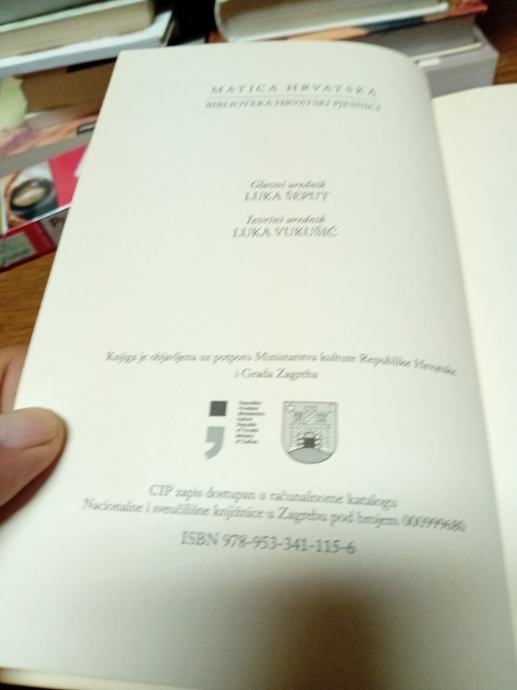 MATICA HRVATSKA
BIBLIOTEKA HRVATSKI PJESNICI
Glavni urednik
LUKA ŠEPUT
Izvršni urednik
LUKA VUKUŠIĆ
Knjiga je objavljena uz potporu Ministarstva kulture Republike Hrvatske
i Grada Zagreba
CIP zapis dostupan u računalnome katalogu
Nacionalne i sveučilišne knjižnice u Zagrebu pod brojem 000999680
ISBN 978-953-341-115-6